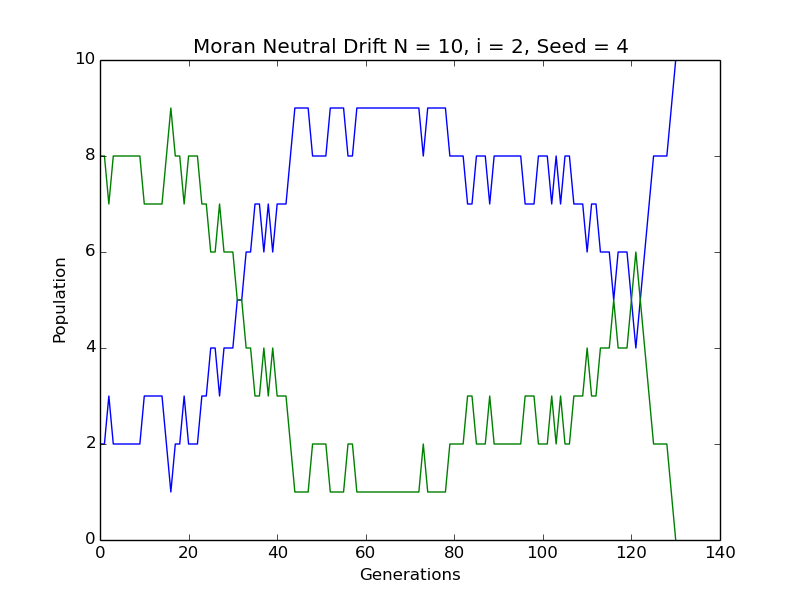 Moran Neutral Drift N = 10, i = 2, Seed = 4
10
8
6
4
2
0
Population
0 20 40 60 80 100 120 140
Generations